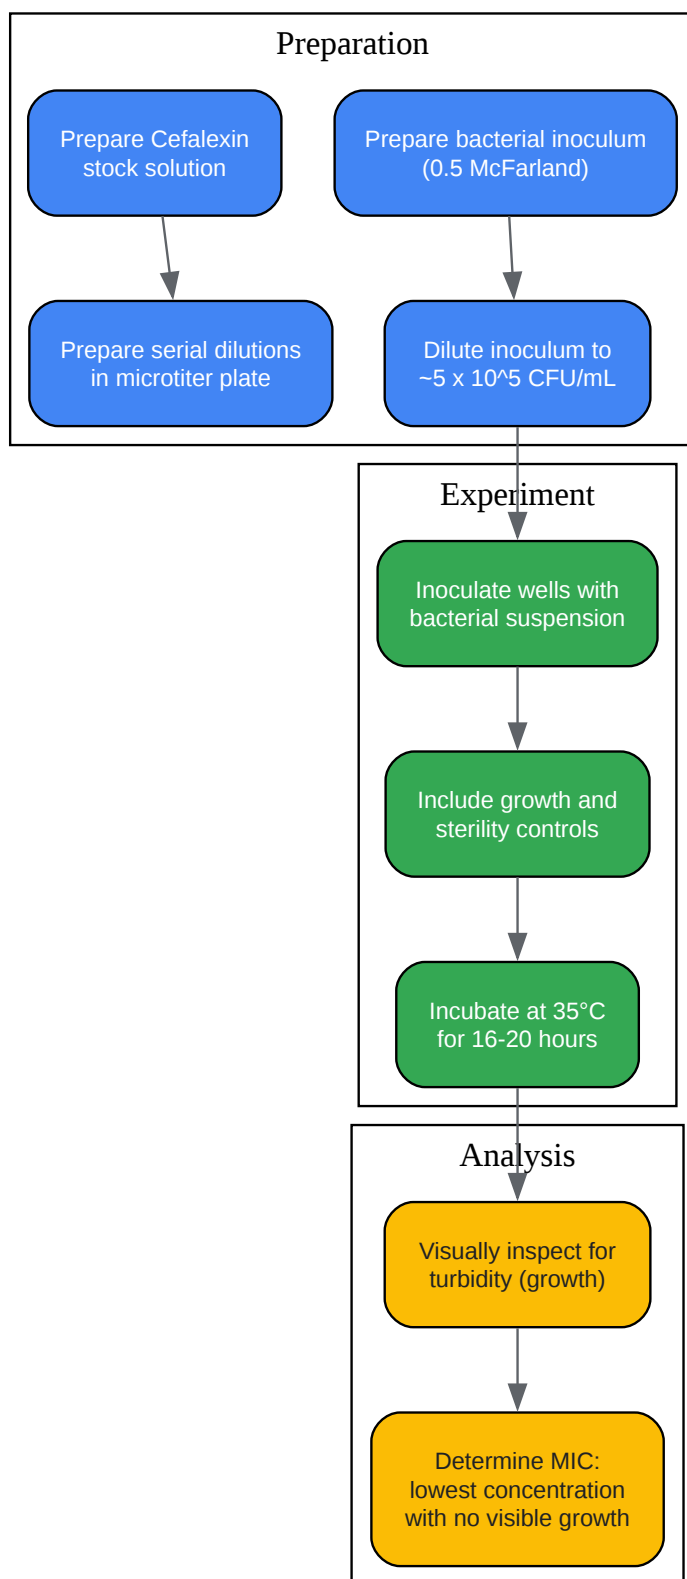 Preparation
Prepare Cefalexin
stock solution
Prepare bacterial inoculum
(0.5 McFarland)
Prepare serial dilutions
in microtiter plate
Dilute inoculum to
~5 x 10^5 CFU/mL
Experiment
Inoculate wells with
bacterial suspension
Include growth and
sterility controls
Incubate at 35°C
for 16-20 hours
Analysis
Visually inspect for
turbidity (growth)
Determine MIC:
lowest concentration
with no visible growth